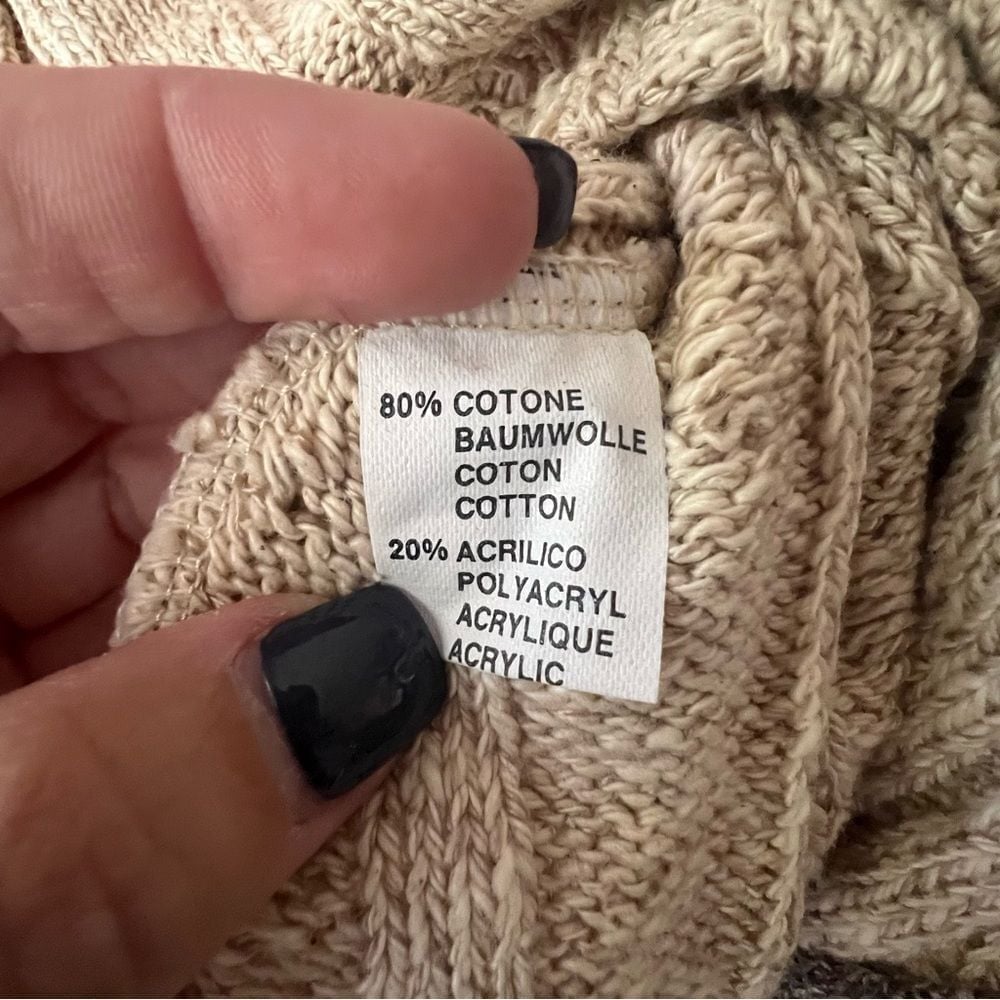 80% COTONE
BAUMWOLLE
COTON
COTTON
20% ACRILICO
POLYACRYL
ACRYLIQUE
ACRYLIC